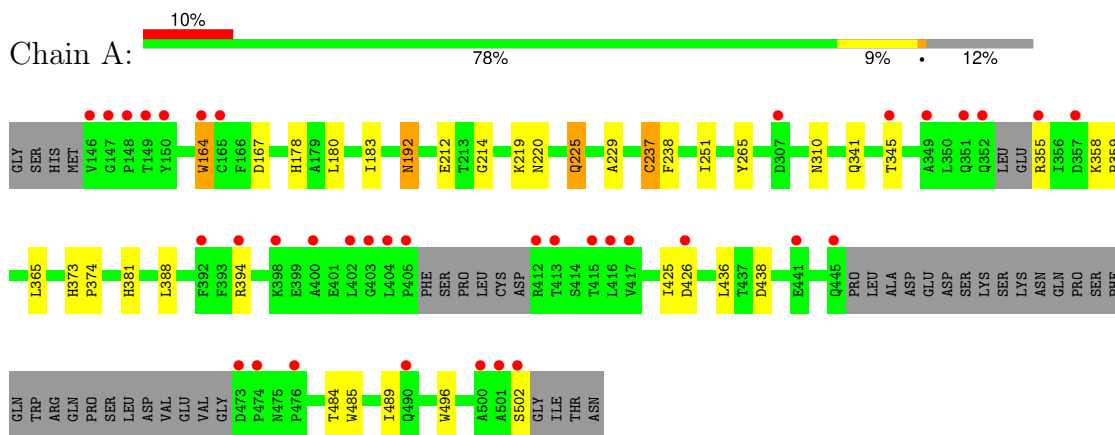 10%
Chain A:
78% 9% • 12%
GLY SER HIS MET V146 G147 P148 T149 Y150 W164 C165 F166 D167 H178 A179 L180 I183 N192 E212 T213 G214 K219 N220 Q225 A229 C237 F238 I251 Y265 D307 N310 Q341 T345 A349 L350 Q351 Q352 LEU GLU R355 I356 D357 K358 R359
L365 H373 P374 H381 L388 F392 F393 R394 K398 E399 A400 E401 L402 G403 L404 P405 PHE SER PRO LEU CYS ASP R412 T413 S414 T415 L416 V417 I425 D426 L436 T437 D438 E441 Q445 PRO LEU ALA ASP GLU ASP SER LYS SER LYS ASN GLN PRO SER PHE
GLN TRP ARG GLN PRO SER LEU ASP VAL GLU VAL GLY D473 P474 N475 P476 T484 W485 I489 Q490 W496 A500 A501 S502 GLY ILE THR ASN